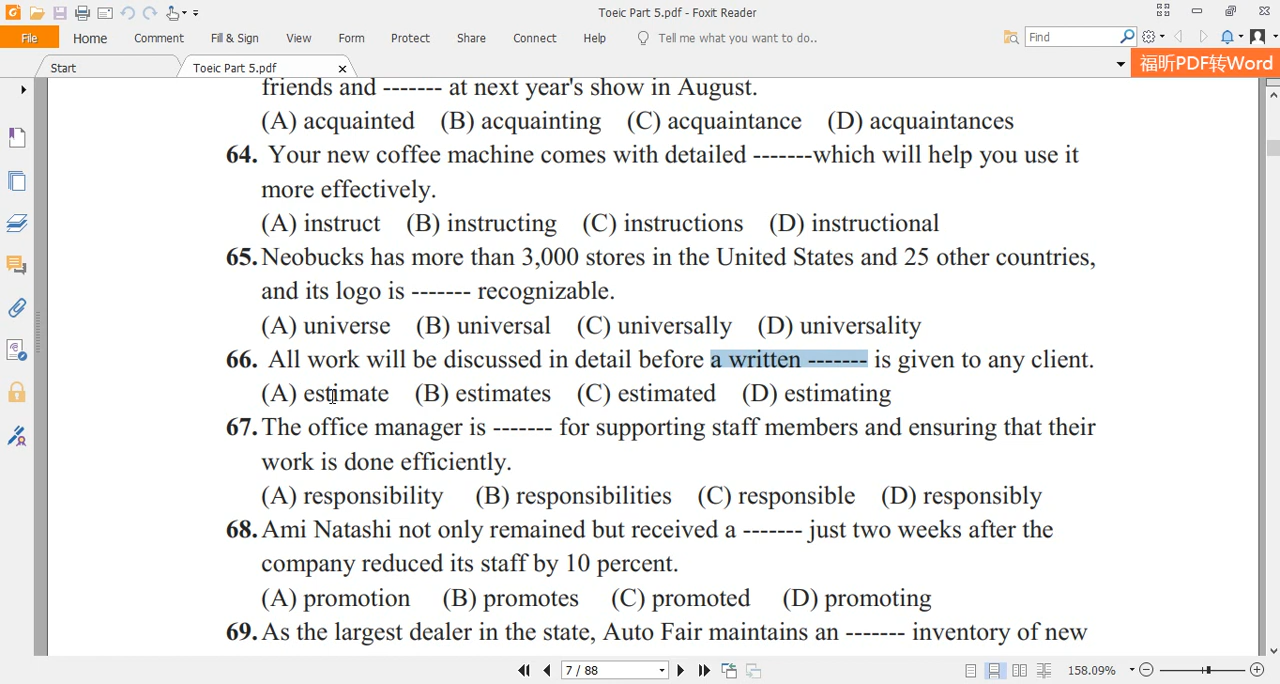 Toeic Part 5.pdf - Foxit Reader
File Home Comment Fill & Sign View Form Protect Share Connect Help Tell me what you want to do.. Find
Start Toeic Part 5.pdf 福昕PDF转Word
friends and ------- at next year's show in August.
(A) acquainted (B) acquainting (C) acquaintance (D) acquaintances
64. Your new coffee machine comes with detailed -------which will help you use it
more effectively.
(A) instruct (B) instructing (C) instructions (D) instructional
65. Neobucks has more than 3,000 stores in the United States and 25 other countries,
and its logo is ------- recognizable.
(A) universe (B) universal (C) universally (D) universality
66. All work will be discussed in detail before a written ------- is given to any client.
(A) estimate (B) estimates (C) estimated (D) estimating
67. The office manager is ------- for supporting staff members and ensuring that their
work is done efficiently.
(A) responsibility (B) responsibilities (C) responsible (D) responsibly
68. Ami Natashi not only remained but received a ------- just two weeks after the
company reduced its staff by 10 percent.
(A) promotion (B) promotes (C) promoted (D) promoting
69. As the largest dealer in the state, Auto Fair maintains an ------- inventory of new
7 / 88 158.09%